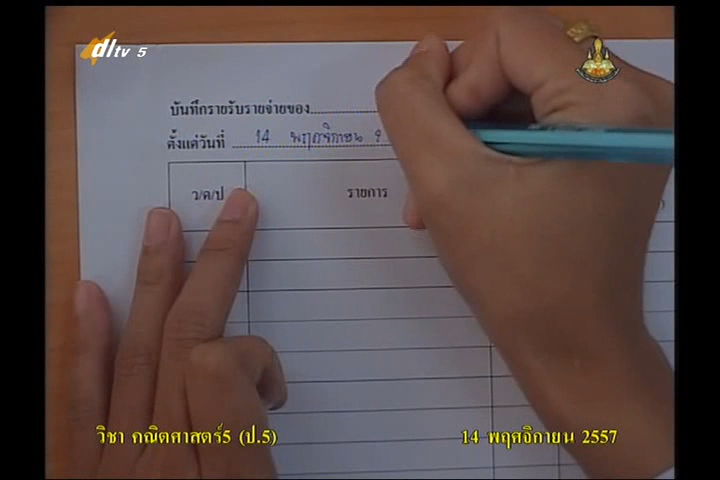 dltv 5
บันทึกรายรับรายจ่ายของ
ตั้งแต่วันที่ 14 พฤศจิกายน
ว/ด/ป รายการ
วิชา คณิตศาสตร์5 (ป.5) 14 พฤศจิกายน 2557